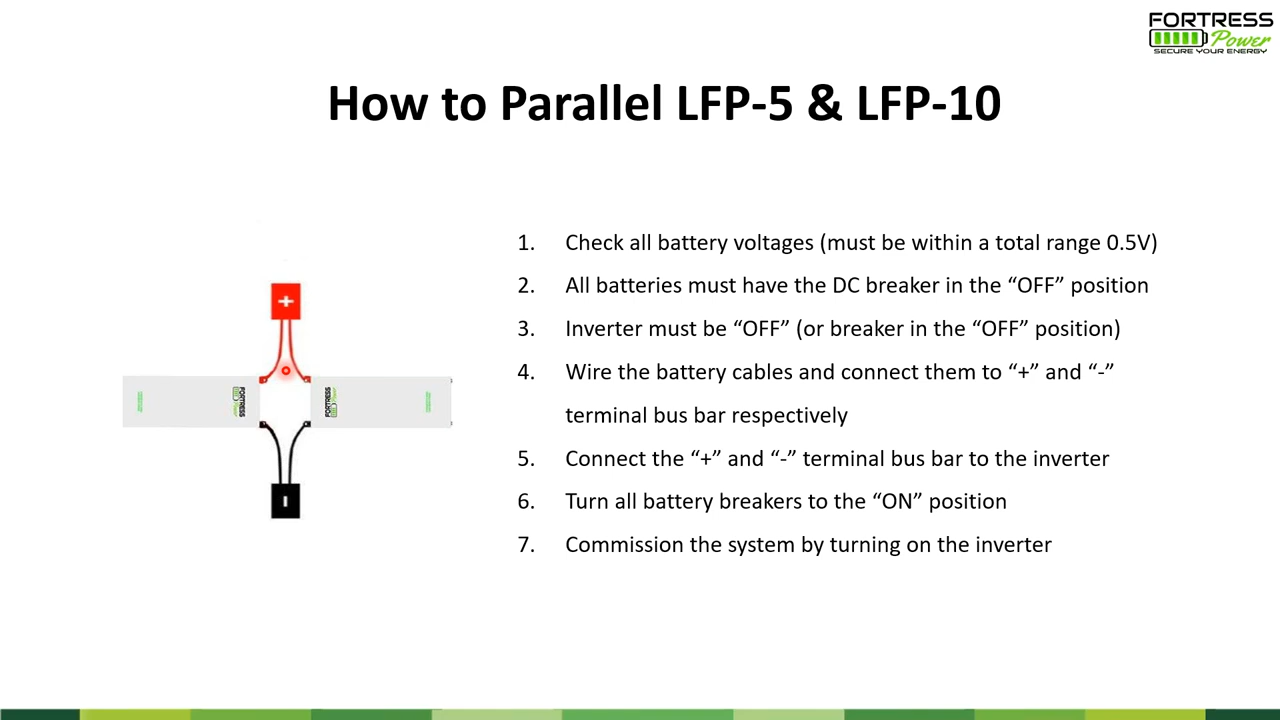 FORTRESS
Power
SECURE YOUR ENERGY
How to Parallel LFP-5 & LFP-10
1. Check all battery voltages (must be within a total range 0.5V)
2. All batteries must have the DC breaker in the “OFF” position
3. Inverter must be “OFF” (or breaker in the “OFF” position)
4. Wire the battery cables and connect them to “+” and “-”
terminal bus bar respectively
5. Connect the “+” and “-” terminal bus bar to the inverter
6. Turn all battery breakers to the “ON” position
7. Commission the system by turning on the inverter
+
FORTRESS
Power
FORTRESS
Power
-